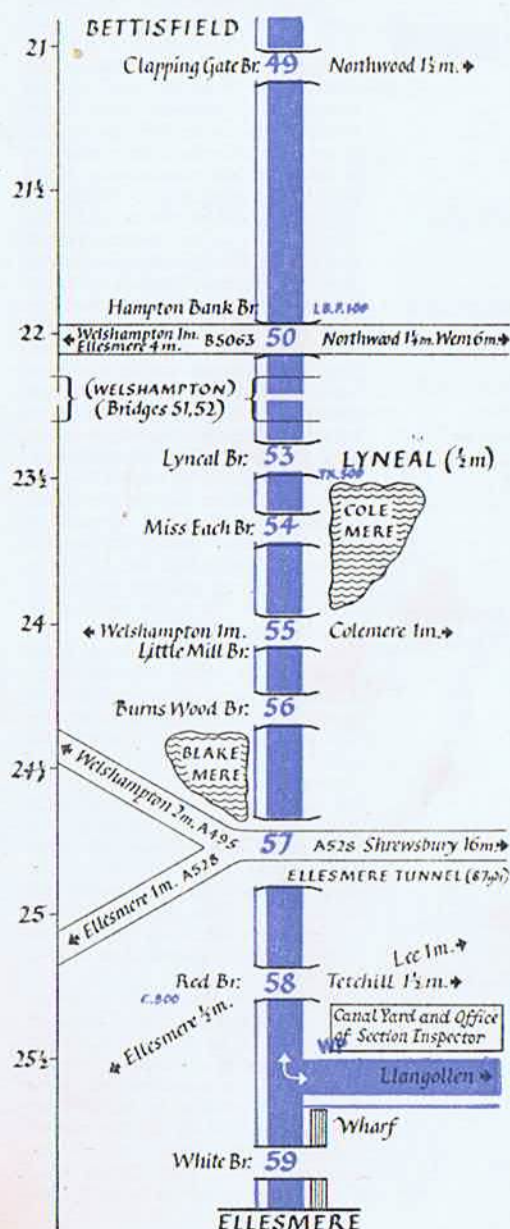 BETTISFIELD
21
Clapping Gate Br. 49 Northwood 1½ m.
21½
Hampton Bank Br.
22
Welshampton 1m.
Ellesmere 4 m. B5063 50 Northwood 1¼ m. Wem 6 m.
(WELSHAMPTON)
(Bridges 51, 52)
Lyneal Br. 53 LYNEAL (½m)
23½
COLE
MERE
Miss Each Br. 54
24
Welshampton 1m. 55 Colemere 1m.
Little Mill Br.
Burns Wood Br. 56
BLAKE
MERE
24½
Welshampton 2m. A495
57 A528 Shrewsbury 16m.
ELLESMERE TUNNEL (87yds)
Ellesmere 1m. A528
25
Lee 1m.
Red Br. 58 Tetchill 1½ m.
Ellesmere ½m.
Canal Yard and Office
of Section Inspector
WP
25½
Llangollen
Wharf
White Br. 59
ELLESMERE